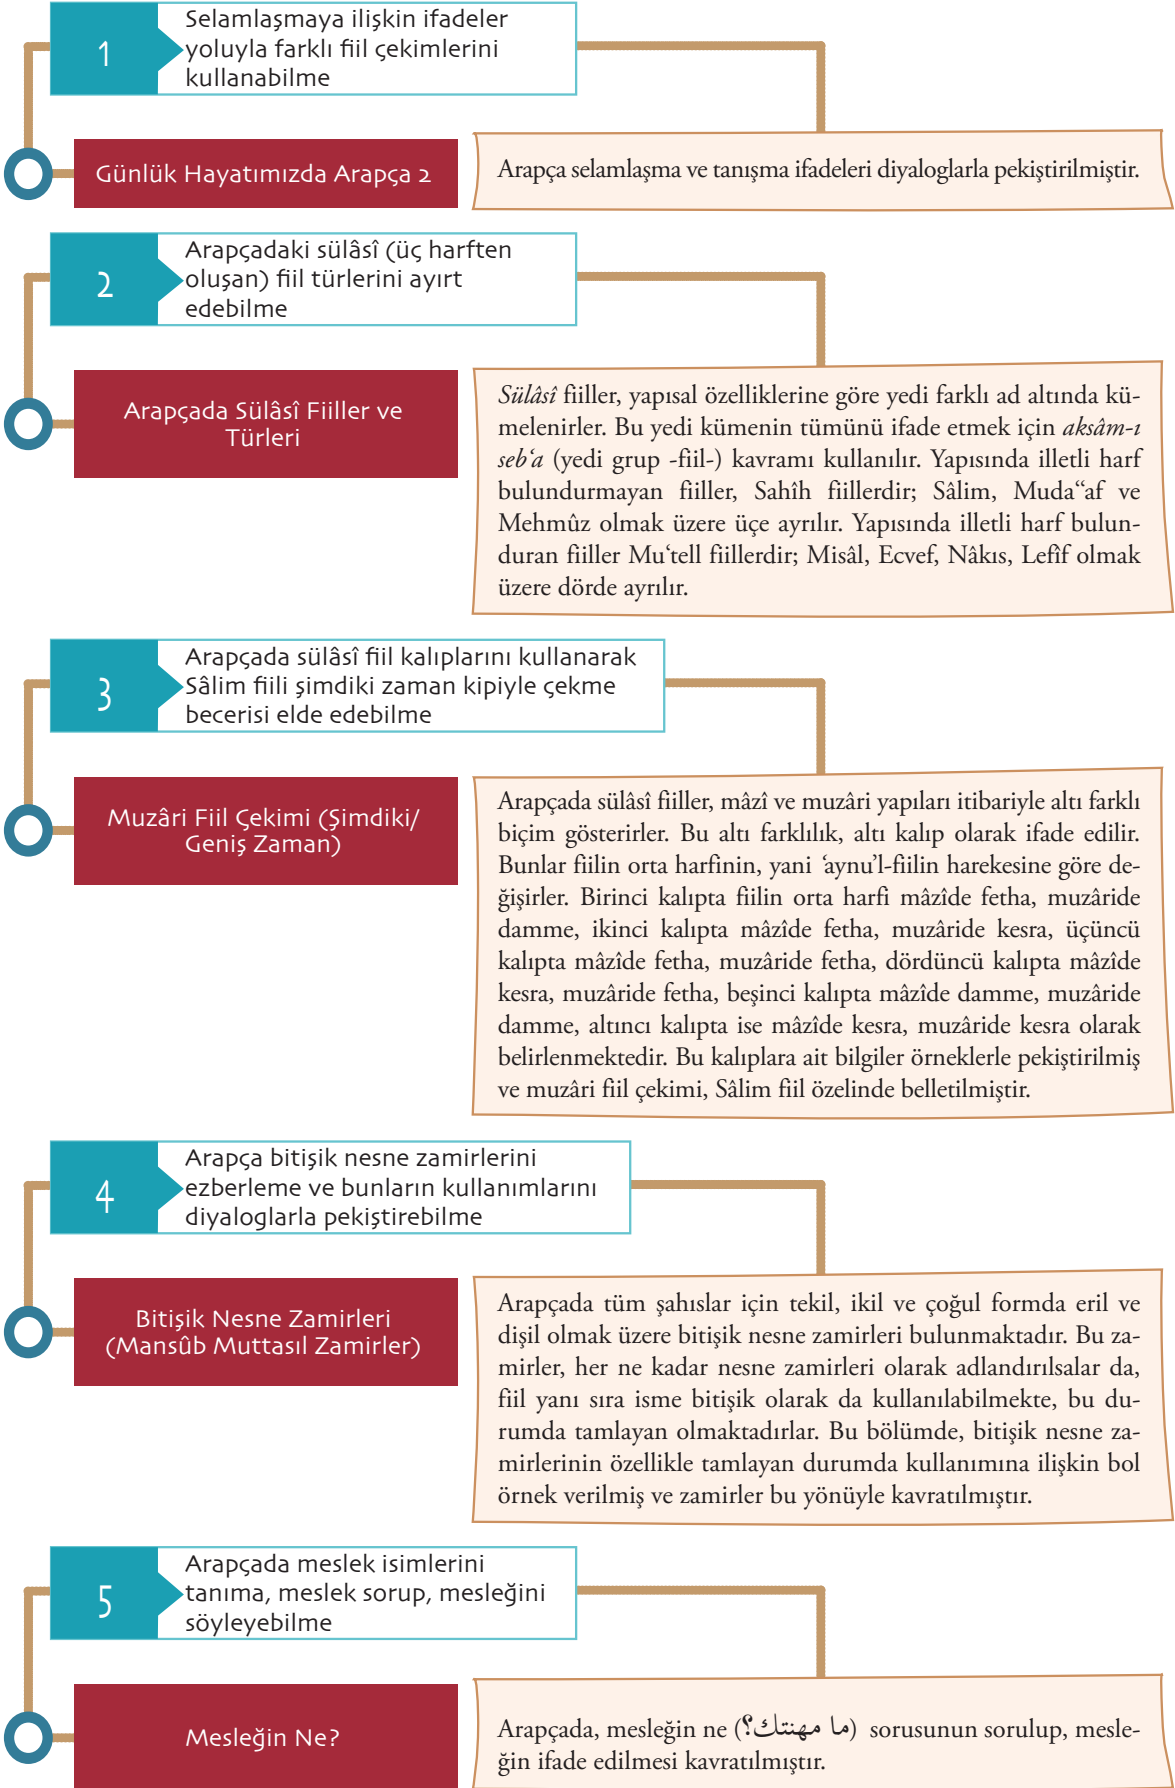 1
Selamlaşmaya ilişkin ifadeler
yoluyla farklı fiil çekimlerini
kullanabilme
Günlük Hayatımızda Arapça 2
Arapça selamlaşma ve tanışma ifadeleri diyaloglarla pekiştirilmiştir.
2
Arapçadaki sülâsî (üç harften
oluşan) fiil türlerini ayırt
edebilme
Arapçada Sülâsî Fiiller ve
Türleri
Sülâsî fiiller, yapısal özelliklerine göre yedi farklı ad altında kü-
melenirler. Bu yedi kümenin tümünü ifade etmek için aksâm-ı
seb‘a (yedi grup -fiil-) kavramı kullanılır. Yapısında illetli harf
bulundurmayan fiiller, Sahîh fiillerdir; Sâlim, Muda“af ve
Mehmûz olmak üzere üçe ayrılır. Yapısında illetli harf bulun-
duran fiiller Mu‘tell fiillerdir; Misâl, Ecvef, Nâkıs, Lefîf olmak
üzere dörde ayrılır.
3
Arapçada sülâsî fiil kalıplarını kullanarak
Sâlim fiili şimdiki zaman kipiyle çekme
becerisi elde edebilme
Muzâri Fiil Çekimi (Şimdiki/
Geniş Zaman)
Arapçada sülâsî fiiller, mâzî ve muzâri yapıları itibariyle altı farklı
biçim gösterirler. Bu altı farklılık, altı kalıp olarak ifade edilir.
Bunlar fiilin orta harfinin, yani ‘aynu’l-fiilin harekesine göre de-
ğişirler. Birinci kalıpta fiilin orta harfi mâzîde fetha, muzâride
damme, ikinci kalıpta mâzîde fetha, muzâride kesra, üçüncü
kalıpta mâzîde fetha, muzâride fetha, dördüncü kalıpta mâzîde
kesra, muzâride fetha, beşinci kalıpta mâzîde damme, muzâride
damme, altıncı kalıpta ise mâzîde kesra, muzâride kesra olarak
belirlenmektedir. Bu kalıplara ait bilgiler örneklerle pekiştirilmiş
ve muzâri fiil çekimi, Sâlim fiil özelinde belletilmiştir.
4
Arapça bitişik nesne zamirlerini
ezberleme ve bunların kullanımlarını
diyaloglarla pekiştirebilme
Bitişik Nesne Zamirleri
(Mansûb Muttasıl Zamirler)
Arapçada tüm şahıslar için tekil, ikil ve çoğul formda eril ve
dişil olmak üzere bitişik nesne zamirleri bulunmaktadır. Bu za-
mirler, her ne kadar nesne zamirleri olarak adlandırılsalar da,
fiil yanı sıra isme bitişik olarak da kullanılabilmekte, bu du-
rumda tamlayan olmaktadırlar. Bu bölümde, bitişik nesne za-
mirlerinin özellikle tamlayan durumda kullanımına ilişkin bol
örnek verilmiş ve zamirler bu yönüyle kavratılmıştır.
5
Arapçada meslek isimlerini
tanıma, meslek sorup, mesleğini
söyleyebilme
Mesleğin Ne?
Arapçada, mesleğin ne (ما مهنتك؟) sorusunun sorulup, mesle-
ğin ifade edilmesi kavratılmıştır.